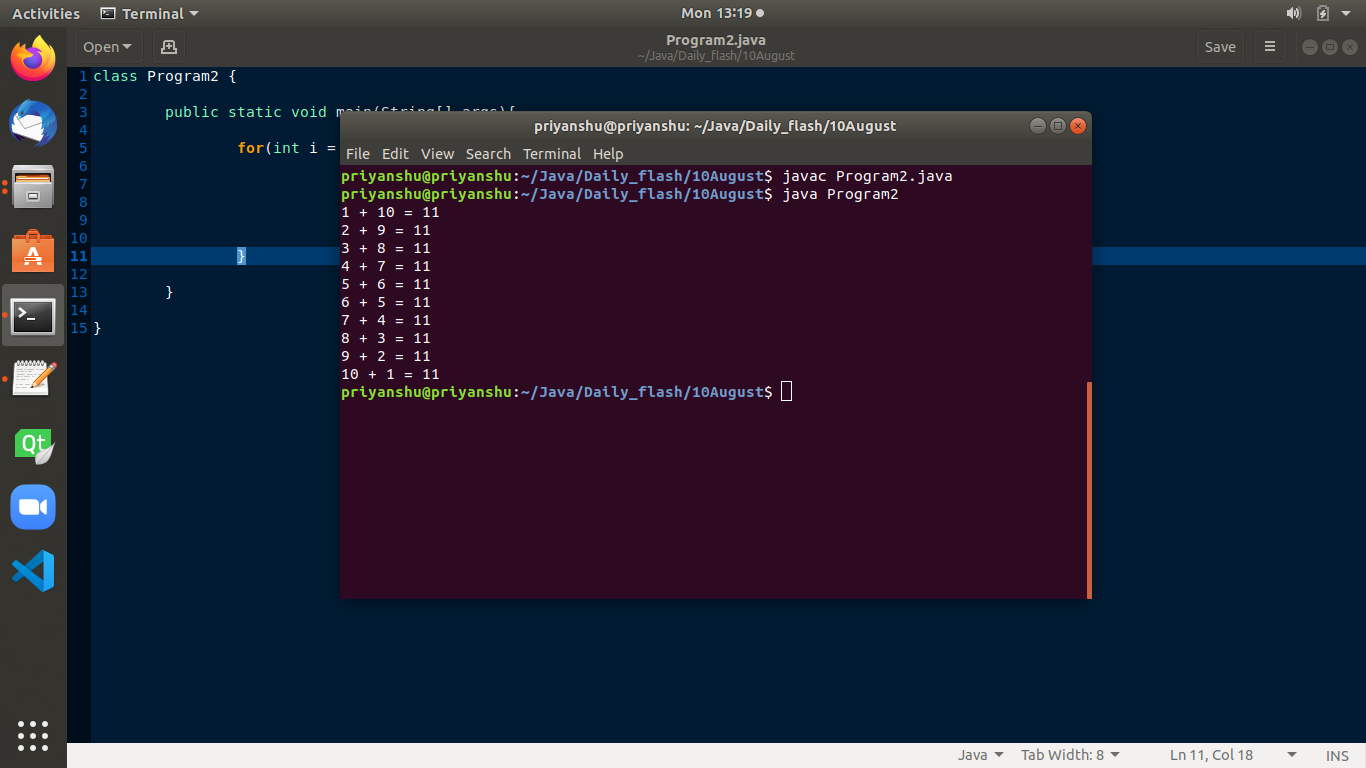 Activities Terminal Mon 13:19
Open Program2.java Save
~/Java/Daily_flash/10August
1 class Program2 {
2
3 public static void main(String[] args){
4
5 for(int i =
6
7
8
9
10
11 }
12
13 }
14
15 }
priyanshu@priyanshu: ~/Java/Daily_flash/10August
File Edit View Search Terminal Help
priyanshu@priyanshu:~/Java/Daily_flash/10August$ javac Program2.java
priyanshu@priyanshu:~/Java/Daily_flash/10August$ java Program2
1 + 10 = 11
2 + 9 = 11
3 + 8 = 11
4 + 7 = 11
5 + 6 = 11
6 + 5 = 11
7 + 4 = 11
8 + 3 = 11
9 + 2 = 11
10 + 1 = 11
priyanshu@priyanshu:~/Java/Daily_flash/10August$
Qt
Java Tab Width: 8 Ln 11, Col 18 INS